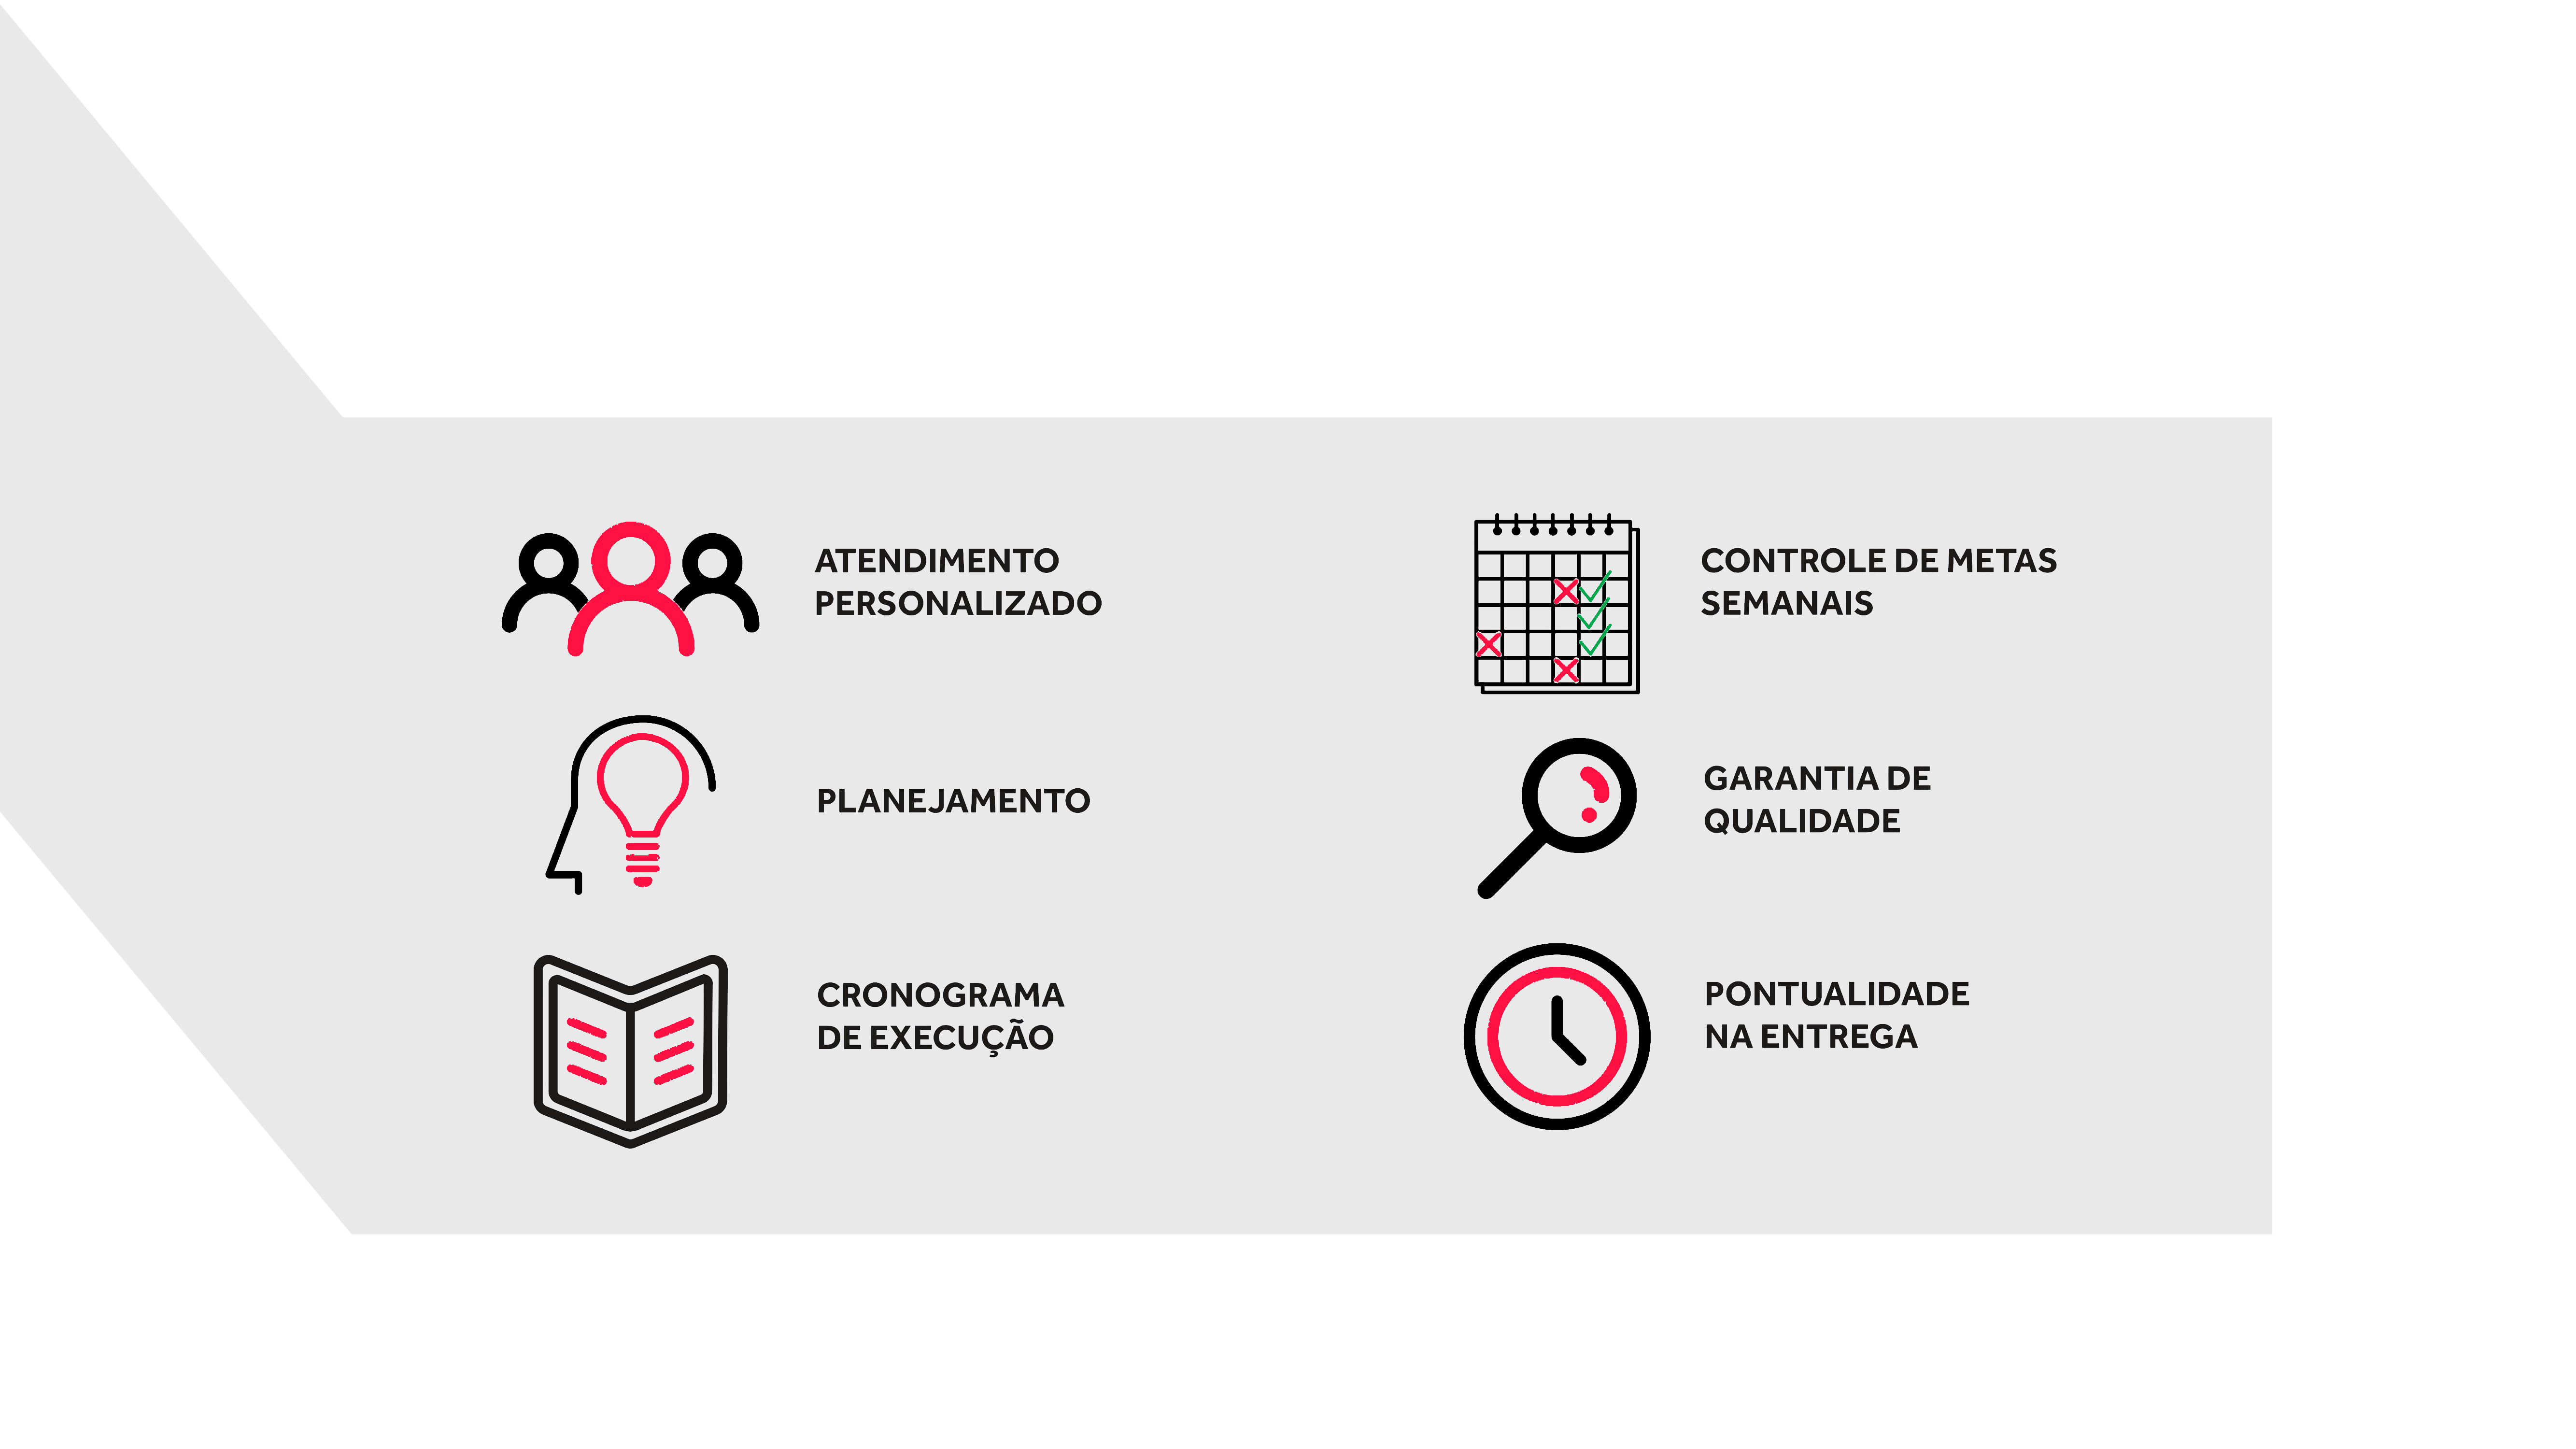 ATENDIMENTO
PERSONALIZADO
PLANEJAMENTO
CRONOGRAMA
DE EXECUÇÃO
CONTROLE DE METAS
SEMANAIS
GARANTIA DE
QUALIDADE
PONTUALIDADE
NA ENTREGA